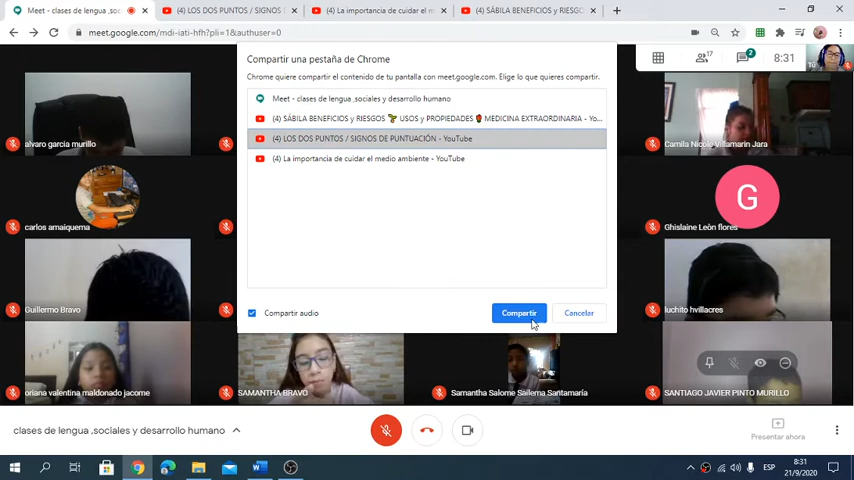 Meet - clases de lengua ,soc
(4) LOS DOS PUNTOS / SIGNOS D
(4) La importancia de cuidar el m
(4) SÁBILA BENEFICIOS y RIESGO
meet.google.com/mdi-iati-hfh?pli=1&authuser=0
17
2
8:31
Tú
Compartir una pestaña de Chrome
Chrome quiere compartir el contenido de tu pantalla con meet.google.com. Elige lo que quieres compartir.
Meet - clases de lengua ,sociales y desarrollo humano
(4) SÁBILA BENEFICIOS y RIESGOS 🌱 USOS y PROPIEDADES 🌷 MEDICINA EXTRAORDINARIA - Yo...
(4) LOS DOS PUNTOS / SIGNOS DE PUNTUACIÓN - YouTube
(4) La importancia de cuidar el medio ambiente - YouTube
Compartir audio
Compartir
Cancelar
alvaro garcia murillo
Camila Nicole Villamarin Jara
carlos amaiquema
G
Ghislaine Leòn flores
Guillermo Bravo
luchito hvillacres
oriana valentina maldonado jacome
SAMANTHA BRAVO
Samantha Salome Sailema Santamaría
SANTIAGO JAVIER PINTO MURILLO
clases de lengua ,sociales y desarrollo humano
Presentar ahora
ESP
8:31
21/9/2020